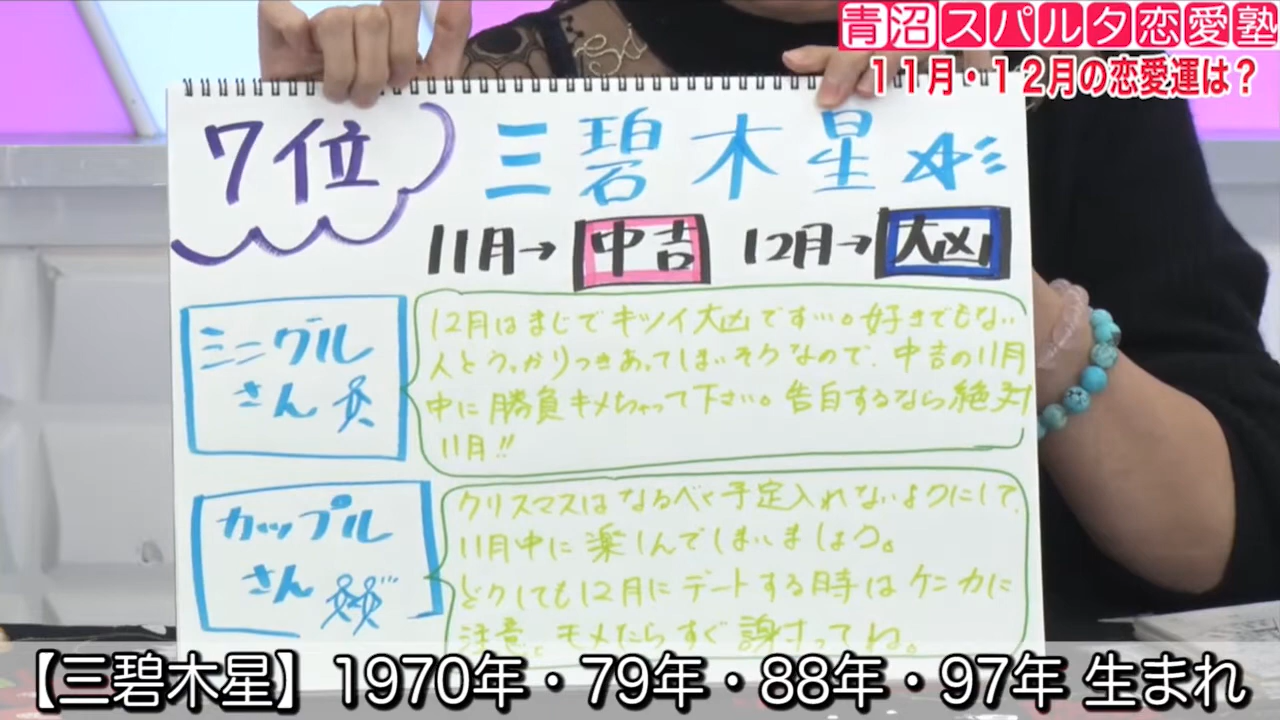 青沼スパルタ恋愛塾
11月・12月の恋愛運は?
7位 三碧木星
11月→ 中吉 12月→ 大凶
シングル
さん
12月はまじでキツイ大凶です…。好きでもない
人とうっかりつきあってしまいそうなので、中吉の11月
中に勝負キメちゃって下さい。告白するなら絶対
11月!!
カップル
さん
クリスマスはなるべく予定入れないようにして、
11月中に楽しんでしまいましょう。
どうしても12月にデートする時はケンカに
注意。モメたらすぐ謝ってね。
【三碧木星】1970年・79年・88年・97年 生まれ